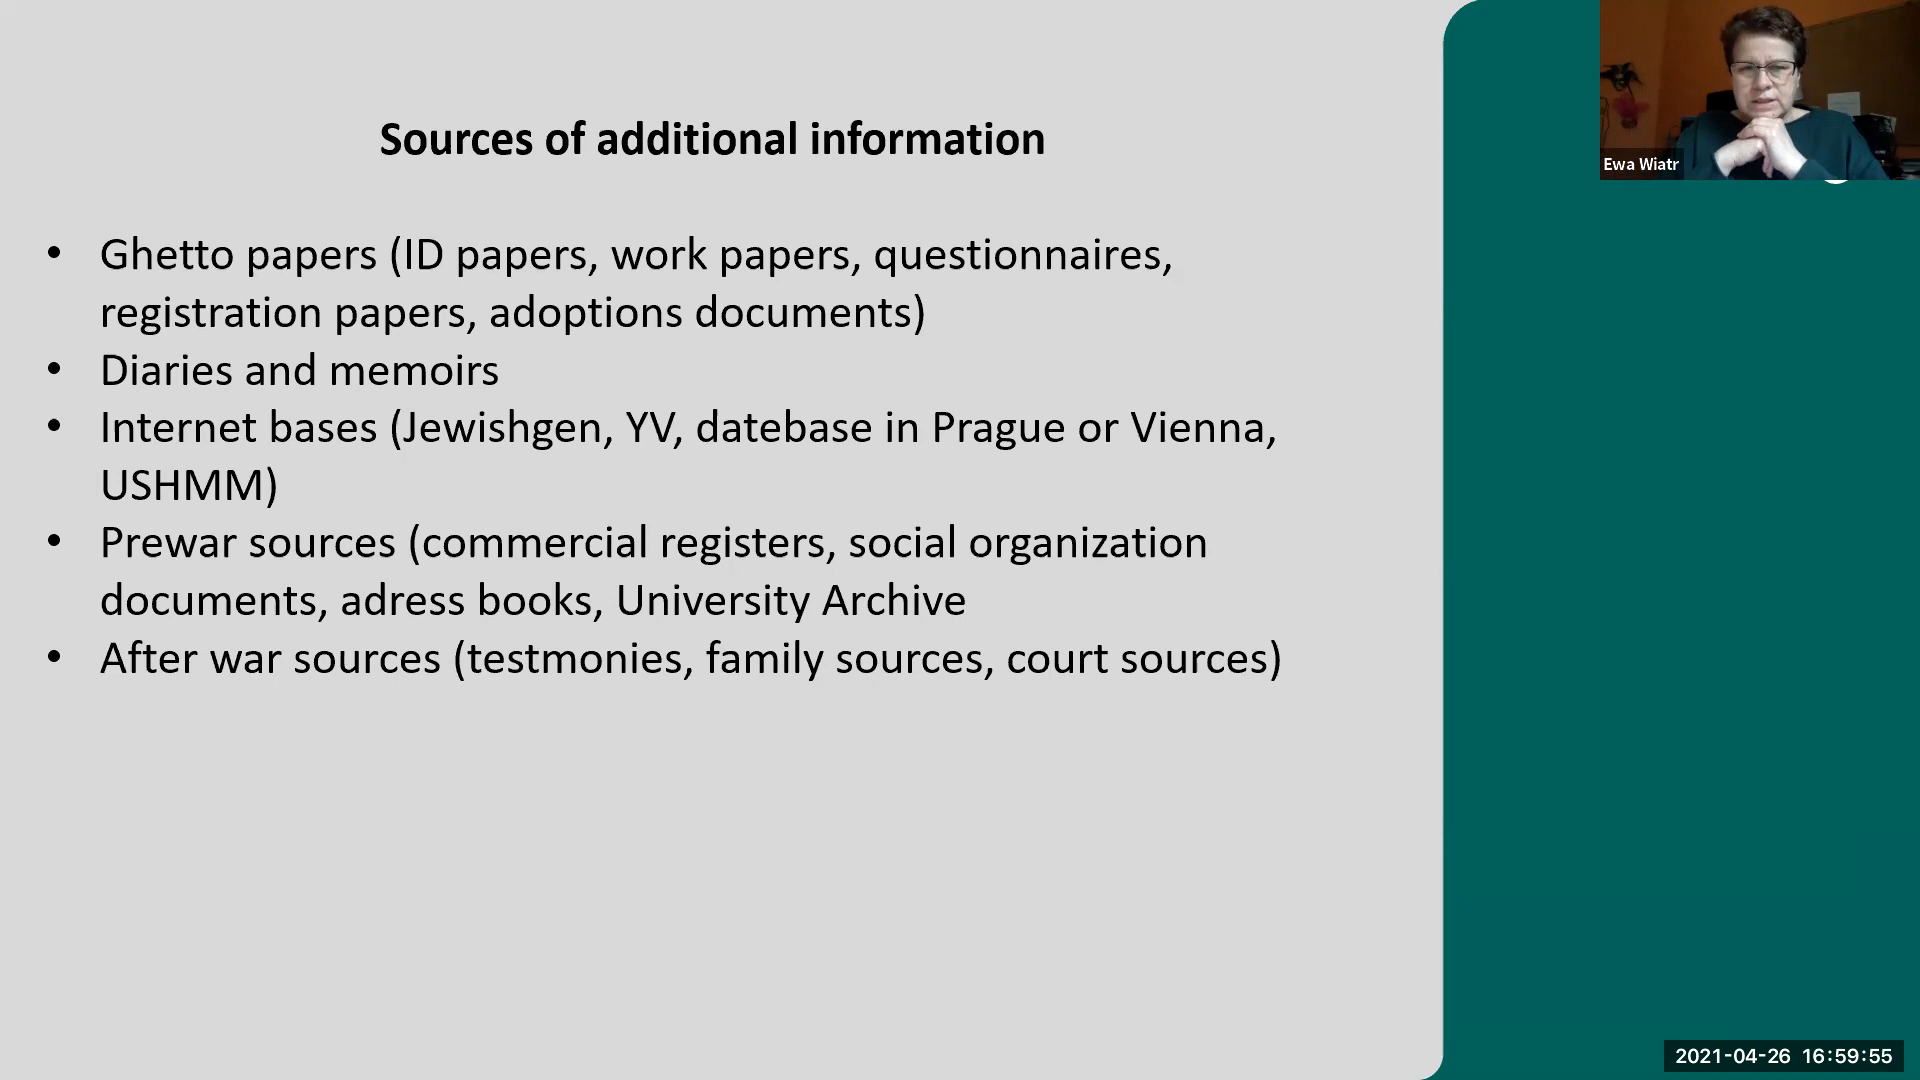 Sources of additional information
• Ghetto papers (ID papers, work papers, questionnaires,
registration papers, adoptions documents)
• Diaries and memoirs
• Internet bases (Jewishgen, YV, datebase in Prague or Vienna,
USHMM)
• Prewar sources (commercial registers, social organization
documents, adress books, University Archive
• After war sources (testmonies, family sources, court sources)
Ewa Wiatr
2021-04-26 16:59:55